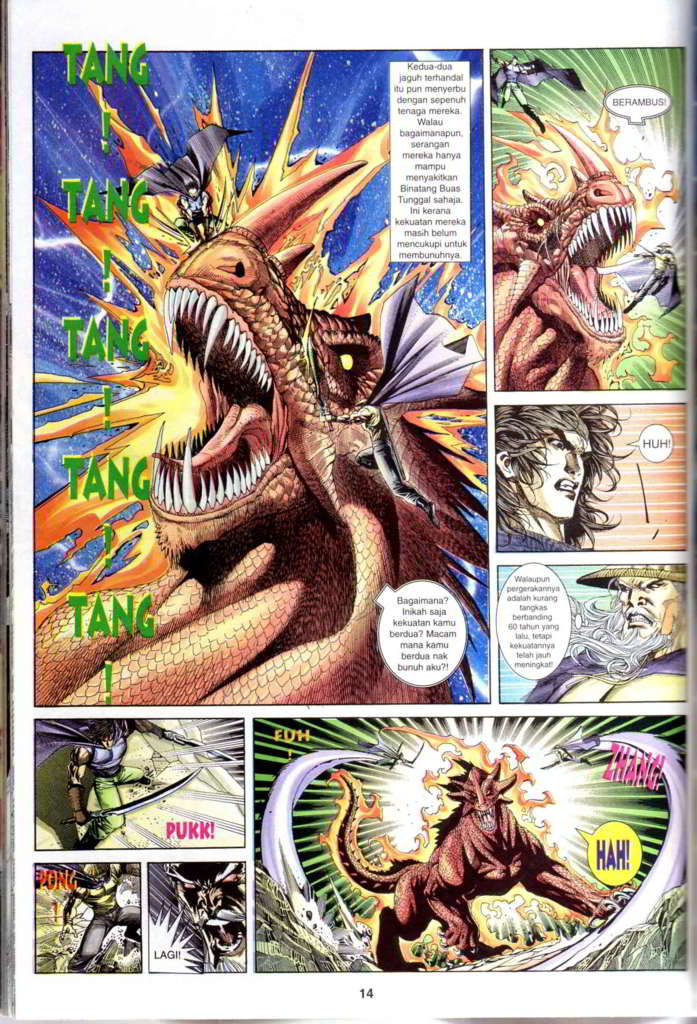 TANG
!
TANG
!
TANG
!
TANG
!
TANG
!
Kedua-dua
jaguh terhandal
itu pun menyerbu
dengan sepenuh
tenaga mereka.
Walau
bagaimanapun,
serangan
mereka hanya
mampu
menyakitkan
Binatang Buas
Tunggal sahaja.
Ini kerana
kekuatan mereka
masih belum
mencukupi untuk
membunuhnya.
Bagaimana?
Inikah saja
kekuatan kamu
berdua? Macam
mana kamu
berdua nak
bunuh aku?!
BERAMBUS!
HUH!
Walaupun
pergerakannya
adalah kurang
tangkas
berbanding
60 tahun yang
lalu, tetapi
kekuatannya
telah jauh
meningkat!
PUKK!
PONG
!
LAGI!
FUH
!
ZHANG!
HAH!
14